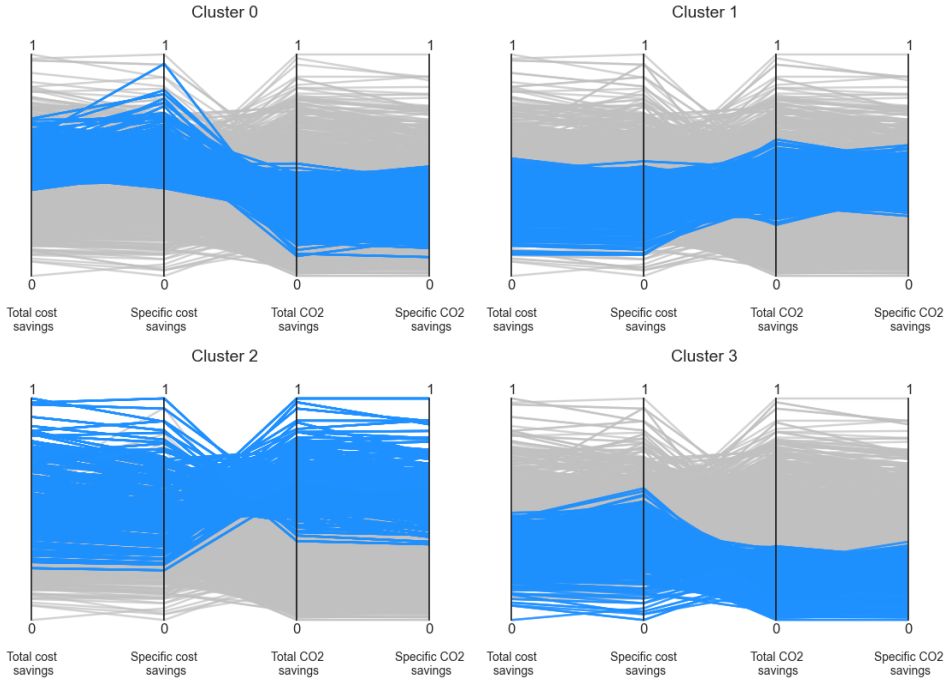 Cluster 0
1 1 1 1
0 0 0 0
Total cost Specific cost Total CO2 Specific CO2
savings savings savings savings
Cluster 1
1 1 1 1
0 0 0 0
Total cost Specific cost Total CO2 Specific CO2
savings savings savings savings
Cluster 2
1 1 1 1
0 0 0 0
Total cost Specific cost Total CO2 Specific CO2
savings savings savings savings
Cluster 3
1 1 1 1
0 0 0 0
Total cost Specific cost Total CO2 Specific CO2
savings savings savings savings